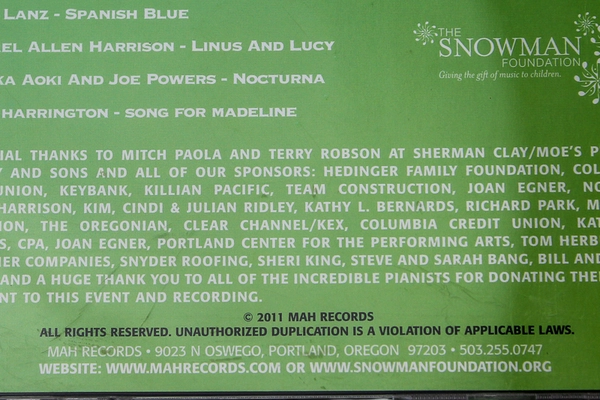 LANZ - SPANISH BLUE
EL ALLEN HARRISON - LINUS AND LUCY
KA AOKI AND JOE POWERS - NOCTURNA
HARRINGTON - SONG FOR MADELINE
THE
SNOWMAN
FOUNDATION
Giving the gift of music to children.
IAL THANKS TO MITCH PAOLA AND TERRY ROBSON AT SHERMAN CLAY/MOE'S P
Y AND SONS AND ALL OF OUR SPONSORS: HEDINGER FAMILY FOUNDATION, COL
UNION, KEYBANK, KILLIAN PACIFIC, TEAM CONSTRUCTION, JOAN EGNER, NO
HARRISON, KIM, CINDI & JULIAN RIDLEY, KATHY L. BERNARDS, RICHARD PARK, M
ION, THE OREGONIAN, CLEAR CHANNEL/KEX, COLUMBIA CREDIT UNION, KAT
S, CPA, JOAN EGNER, PORTLAND CENTER FOR THE PERFORMING ARTS, TOM HERB
ER COMPANIES, SNYDER ROOFING, SHERI KING, STEVE AND SARAH BANG, BILL AND
AND A HUGE THANK YOU TO ALL OF THE INCREDIBLE PIANISTS FOR DONATING THE
NT TO THIS EVENT AND RECORDING.
© 2011 MAH RECORDS
ALL RIGHTS RESERVED. UNAUTHORIZED DUPLICATION IS A VIOLATION OF APPLICABLE LAWS.
MAH RECORDS • 9023 N OSWEGO, PORTLAND, OREGON 97203 • 503.255.0747
WEBSITE: WWW.MAHRECORDS.COM OR WWW.SNOWMANFOUNDATION.ORG